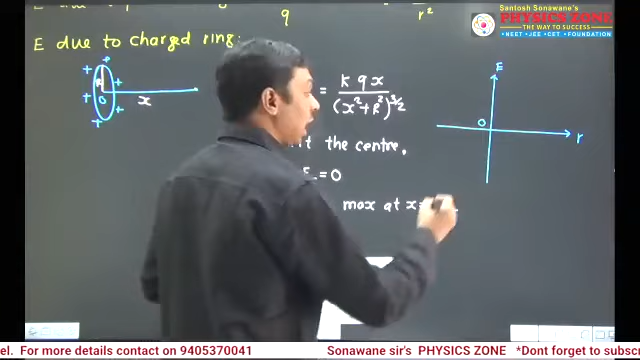 Santosh Sonawane's
PHYSICS ZONE
THE WAY TO SUCCESS
NEET JEE CET FOUNDATION
q
r²
E due to charged ring:
R
O
x
= K q x
(x²+R²)^3/2
the centre,
= 0
max at x=
E
O
r
el. For more details contact on 9405370041 Sonawane sir's PHYSICS ZONE *Dont forget to subsc